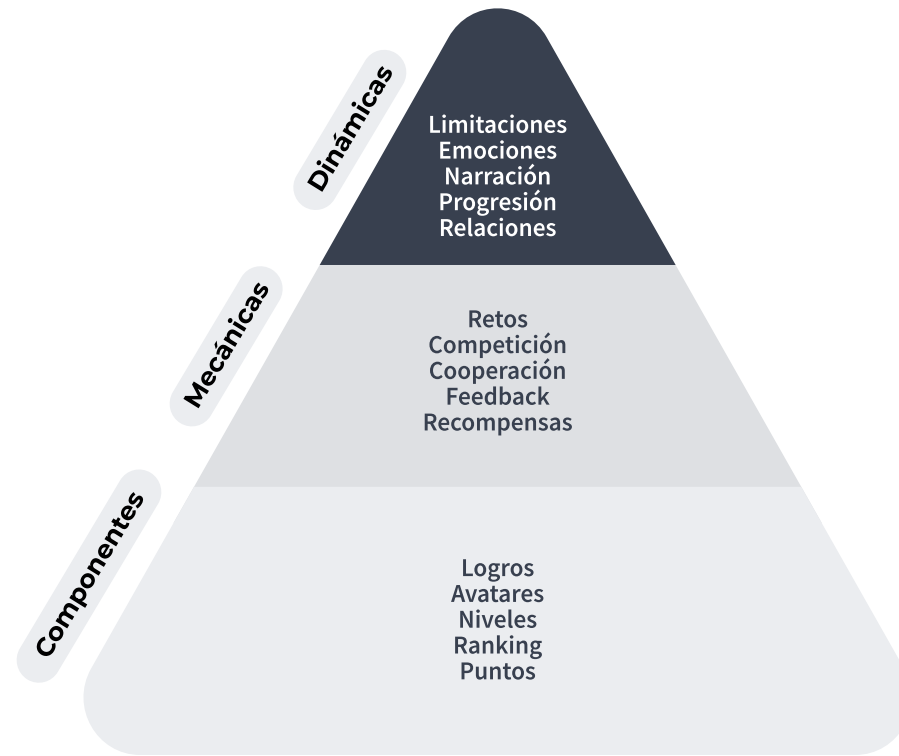 Dinámicas
Limitaciones
Emociones
Narración
Progresión
Relaciones
Mecánicas
Retos
Competición
Cooperación
Feedback
Recompensas
Componentes
Logros
Avatares
Niveles
Ranking
Puntos